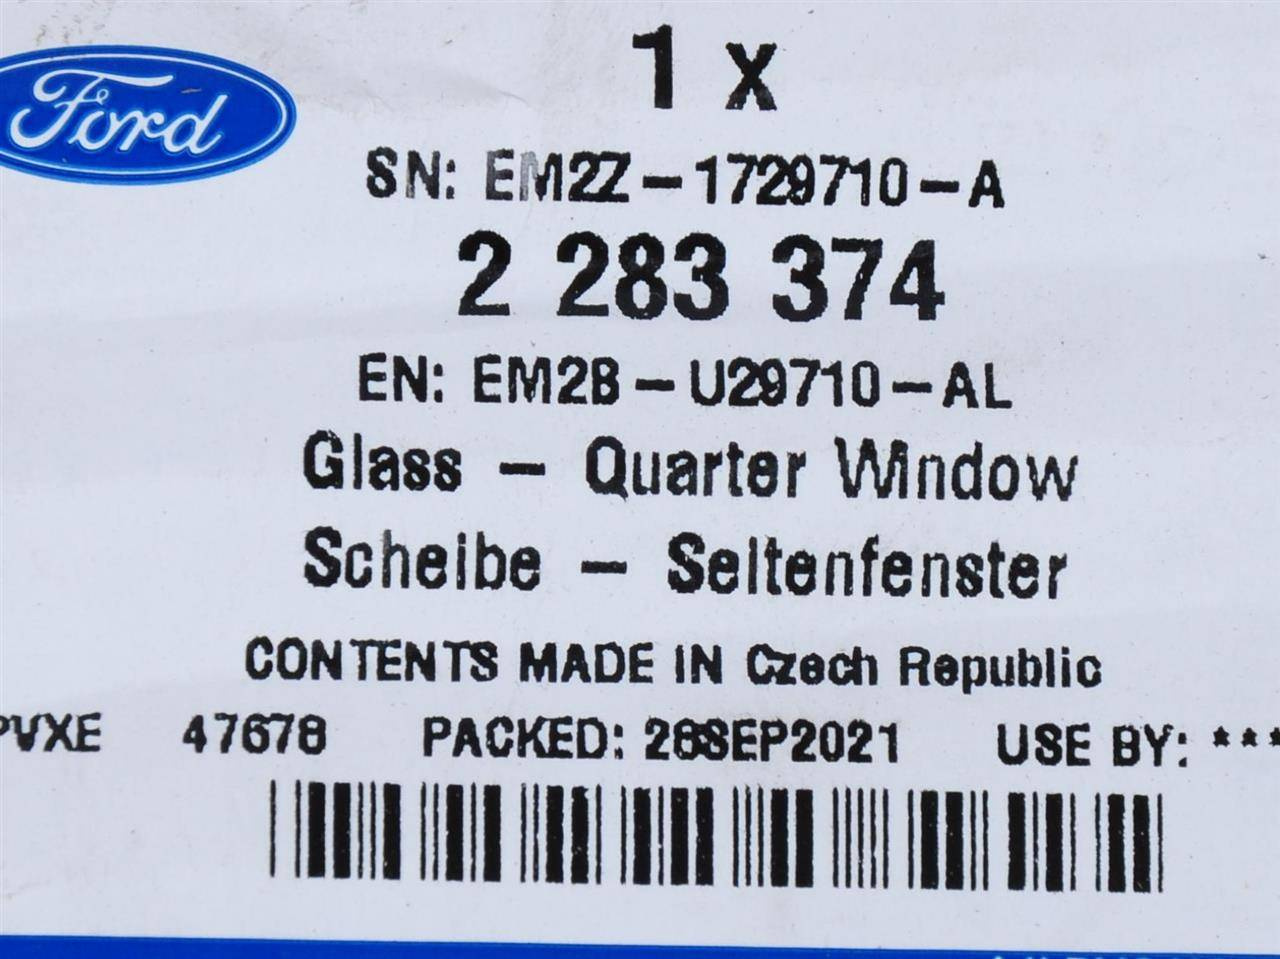 Ford
1 x
SN: EM2Z-1729710-A
2 283 374
EN: EM2B-U29710-AL
Glass - Quarter Window
Scheibe - Seitenfenster
CONTENTS MADE IN Czech Republic
PVXE 47678 PACKED: 28SEP2021 USE BY: ***